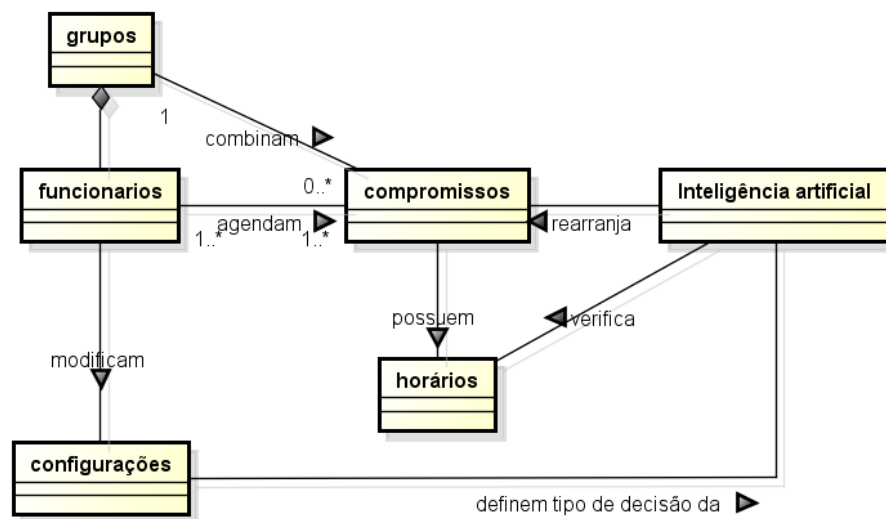 grupos
1
combinam
funcionarios
0..*
compromissos
Inteligência artificial
agendam
rearranja
1..*
1..*
possuem
verifica
modificam
horários
configurações
definem tipo de decisão da